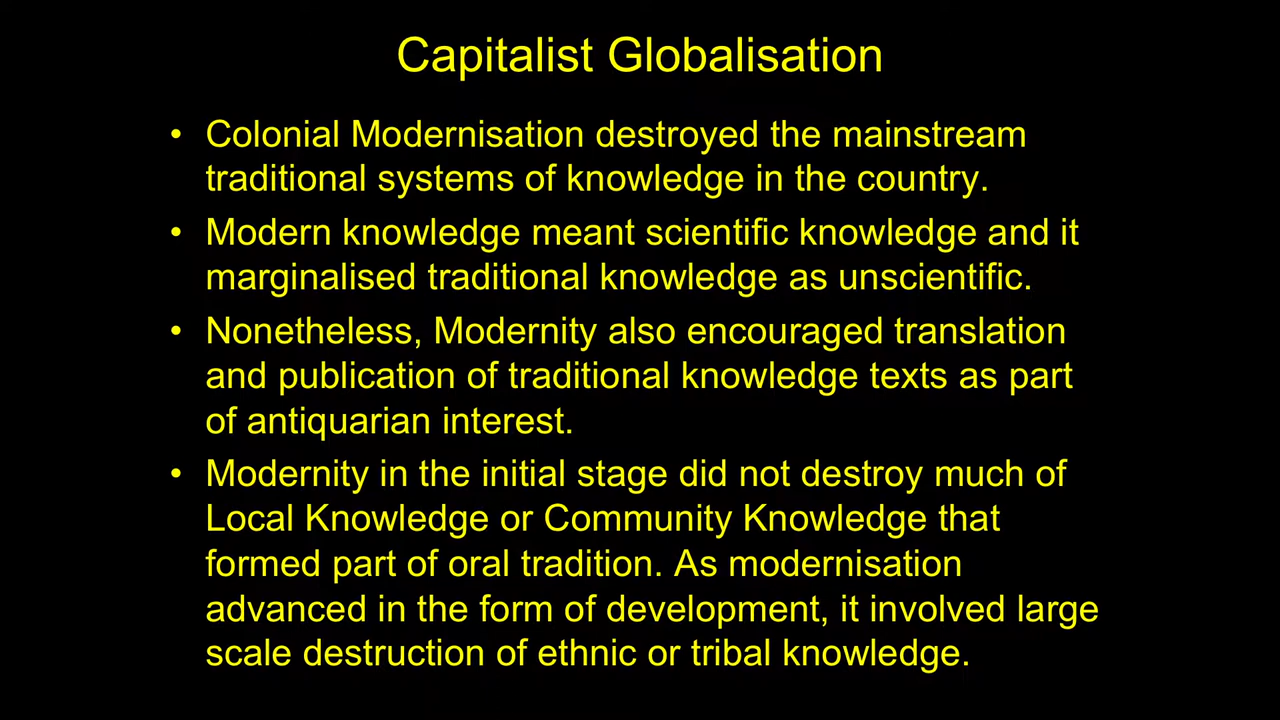 Capitalist Globalisation
• Colonial Modernisation destroyed the mainstream
traditional systems of knowledge in the country.
• Modern knowledge meant scientific knowledge and it
marginalised traditional knowledge as unscientific.
• Nonetheless, Modernity also encouraged translation
and publication of traditional knowledge texts as part
of antiquarian interest.
• Modernity in the initial stage did not destroy much of
Local Knowledge or Community Knowledge that
formed part of oral tradition. As modernisation
advanced in the form of development, it involved large
scale destruction of ethnic or tribal knowledge.